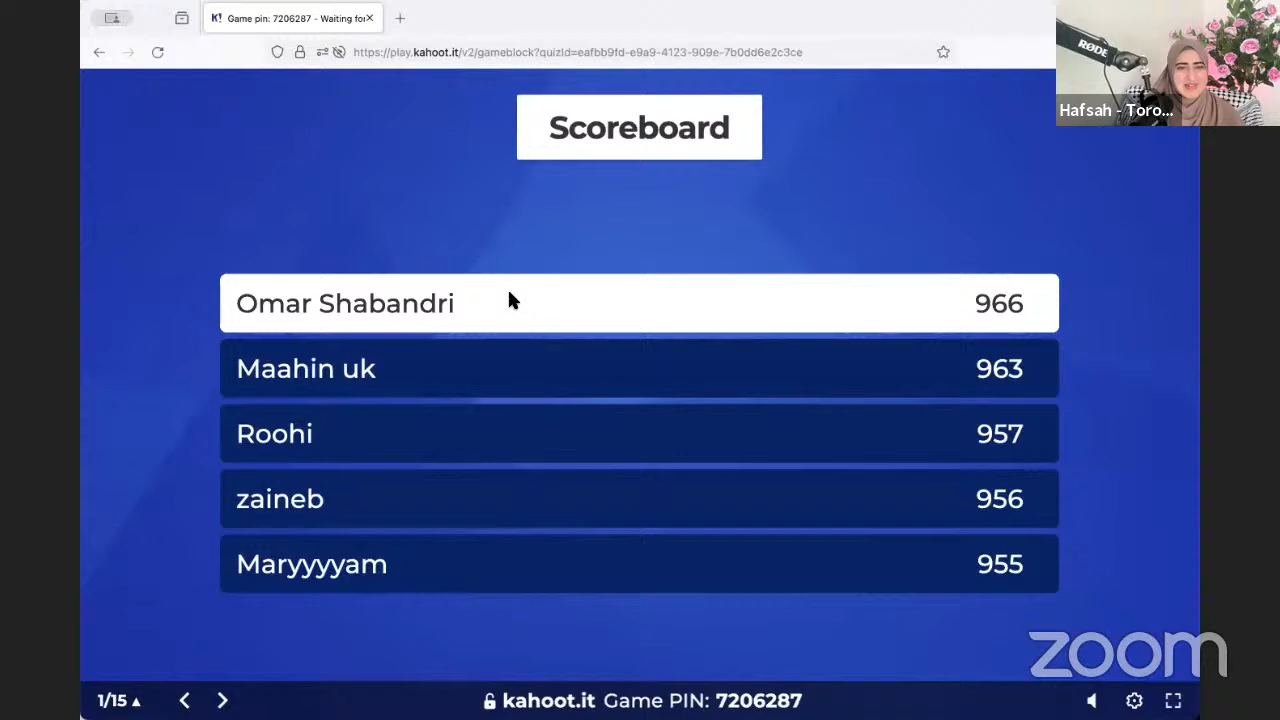 K! Game pin: 7206287 - Waiting for
https://play.kahoot.it/v2/gameblock?quizId=eafbb9fd-e9a9-4123-909e-7b0dd6e2c3ce
RØDE
Hafsah - Toro...
Scoreboard
Omar Shabandri 966
Maahin uk 963
Roohi 957
zaineb 956
Maryyyyam 955
zoom
1/15 kahoot.it Game PIN: 7206287